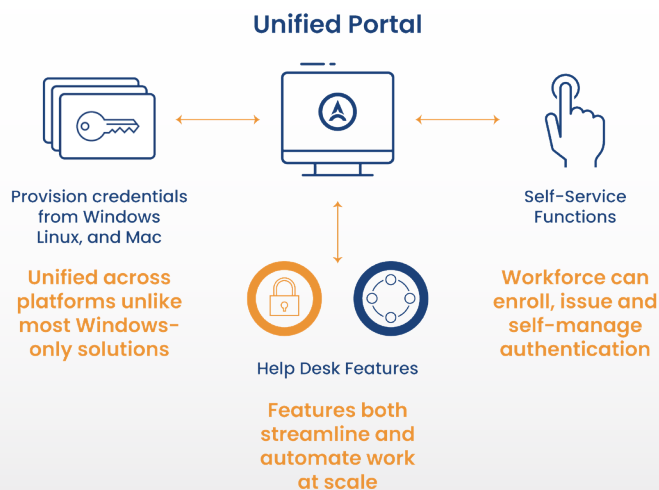 Unified Portal
Provision credentials
from Windows
Linux, and Mac
Unified across
platforms unlike
most Windows-
only solutions
Self-Service
Functions
Workforce can
enroll, issue and
self-manage
authentication
Help Desk Features
Features both
streamline and
automate work
at scale